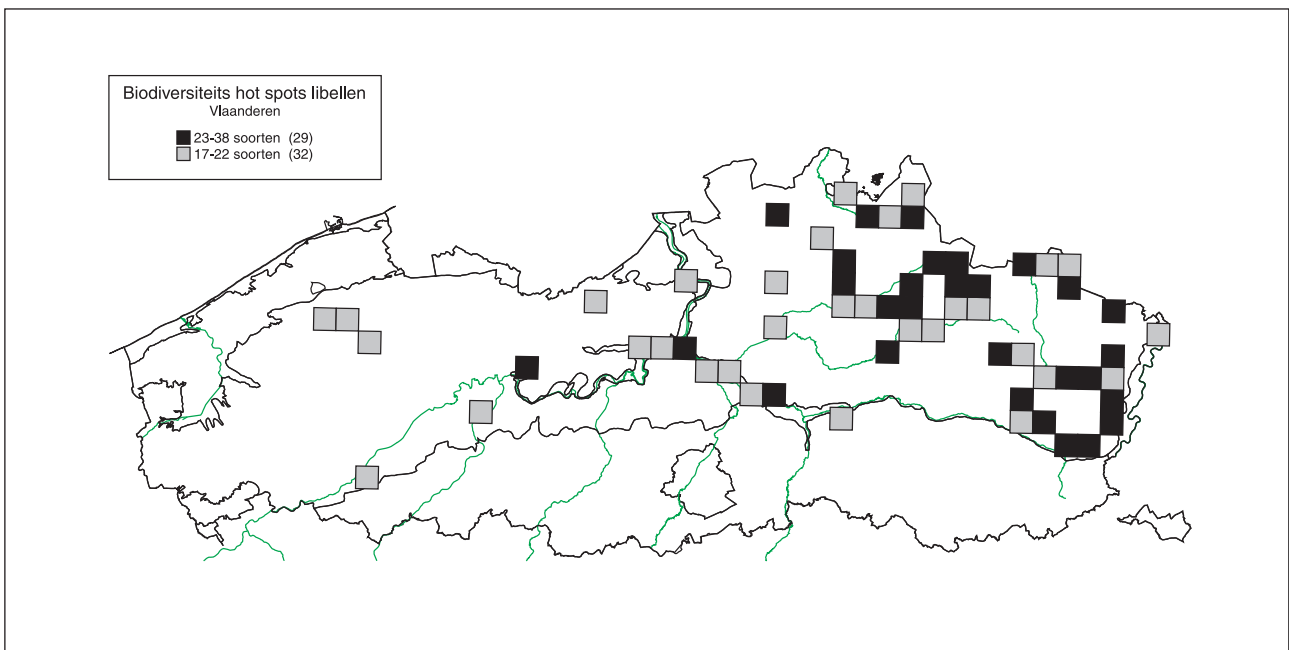 Biodiversiteits hot spots libellen
Vlaanderen
23-38 soorten (29)
17-22 soorten (32)